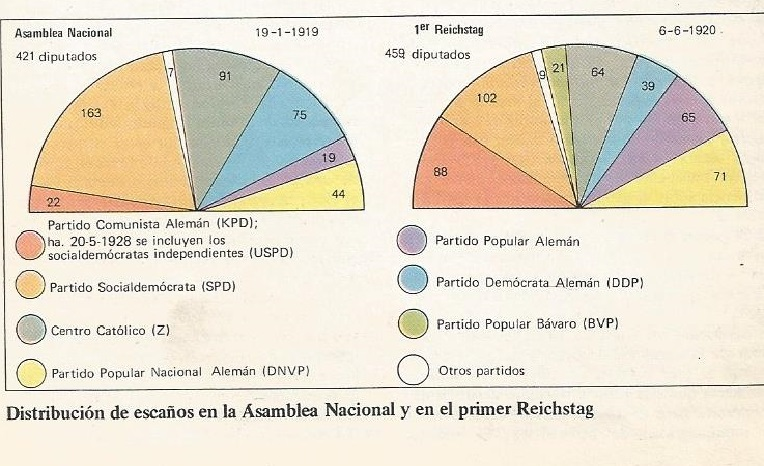 Asamblea Nacional 19-1-1919
421 diputados
22
163
7
91
75
19
44
1er Reichstag 6-6-1920
459 diputados
88
102
9
21
64
39
65
71
Partido Comunista Alemán (KPD);
ha. 20-5-1928 se incluyen los
socialdemócratas independientes (USPD)
Partido Socialdemócrata (SPD)
Centro Católico (Z)
Partido Popular Nacional Alemán (DNVP)
Partido Popular Alemán
Partido Demócrata Alemán (DDP)
Partido Popular Bávaro (BVP)
Otros partidos
Distribución de escaños en la Asamblea Nacional y en el primer Reichstag